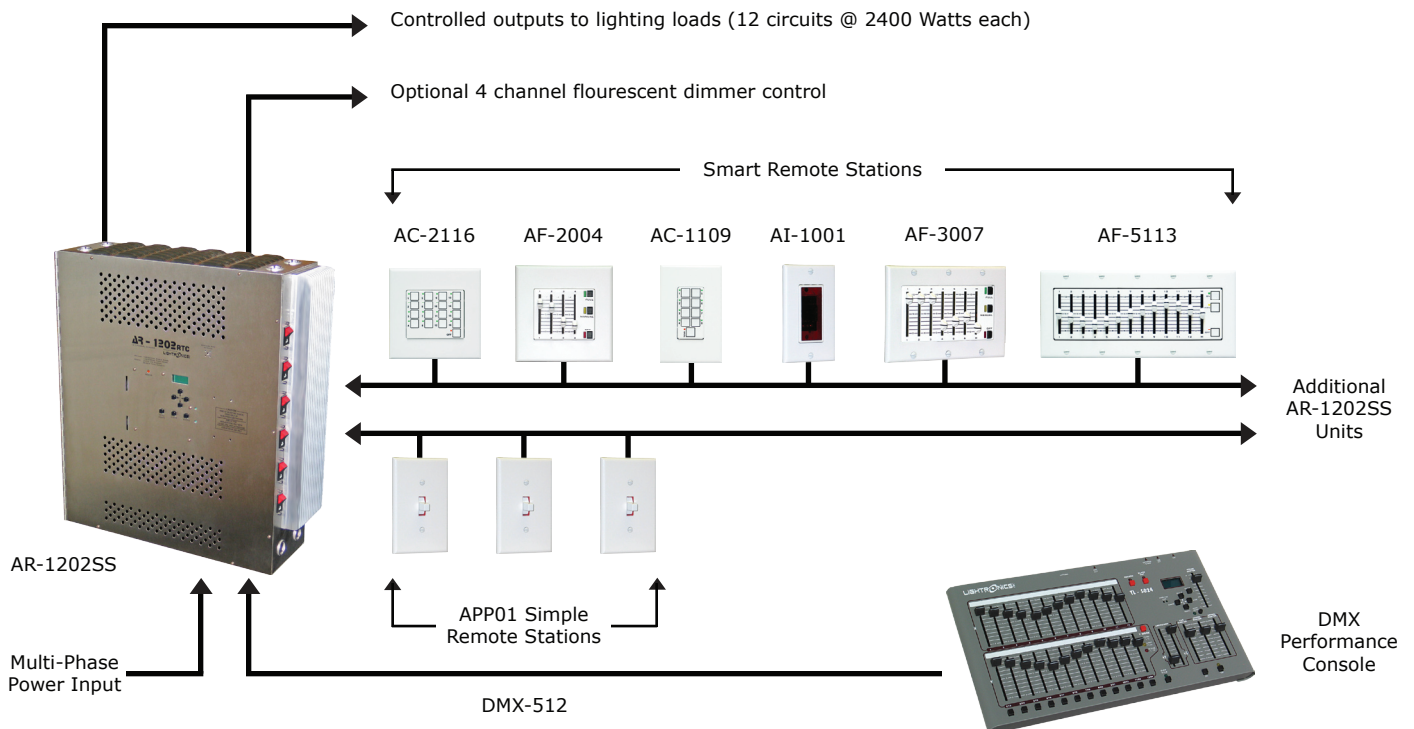 Controlled outputs to lighting loads (12 circuits @ 2400 Watts each)
Optional 4 channel flourescent dimmer control
Smart Remote Stations
AC-2116
AF-2004
AC-1109
AI-1001
AF-3007
AF-5113
AR - 1202RTC
LIGHTRONICS
Additional
AR-1202SS
Units
AR-1202SS
APP01 Simple
Remote Stations
LIGHTRONICS
Multi-Phase
Power Input
DMX-512
DMX
Performance
Console